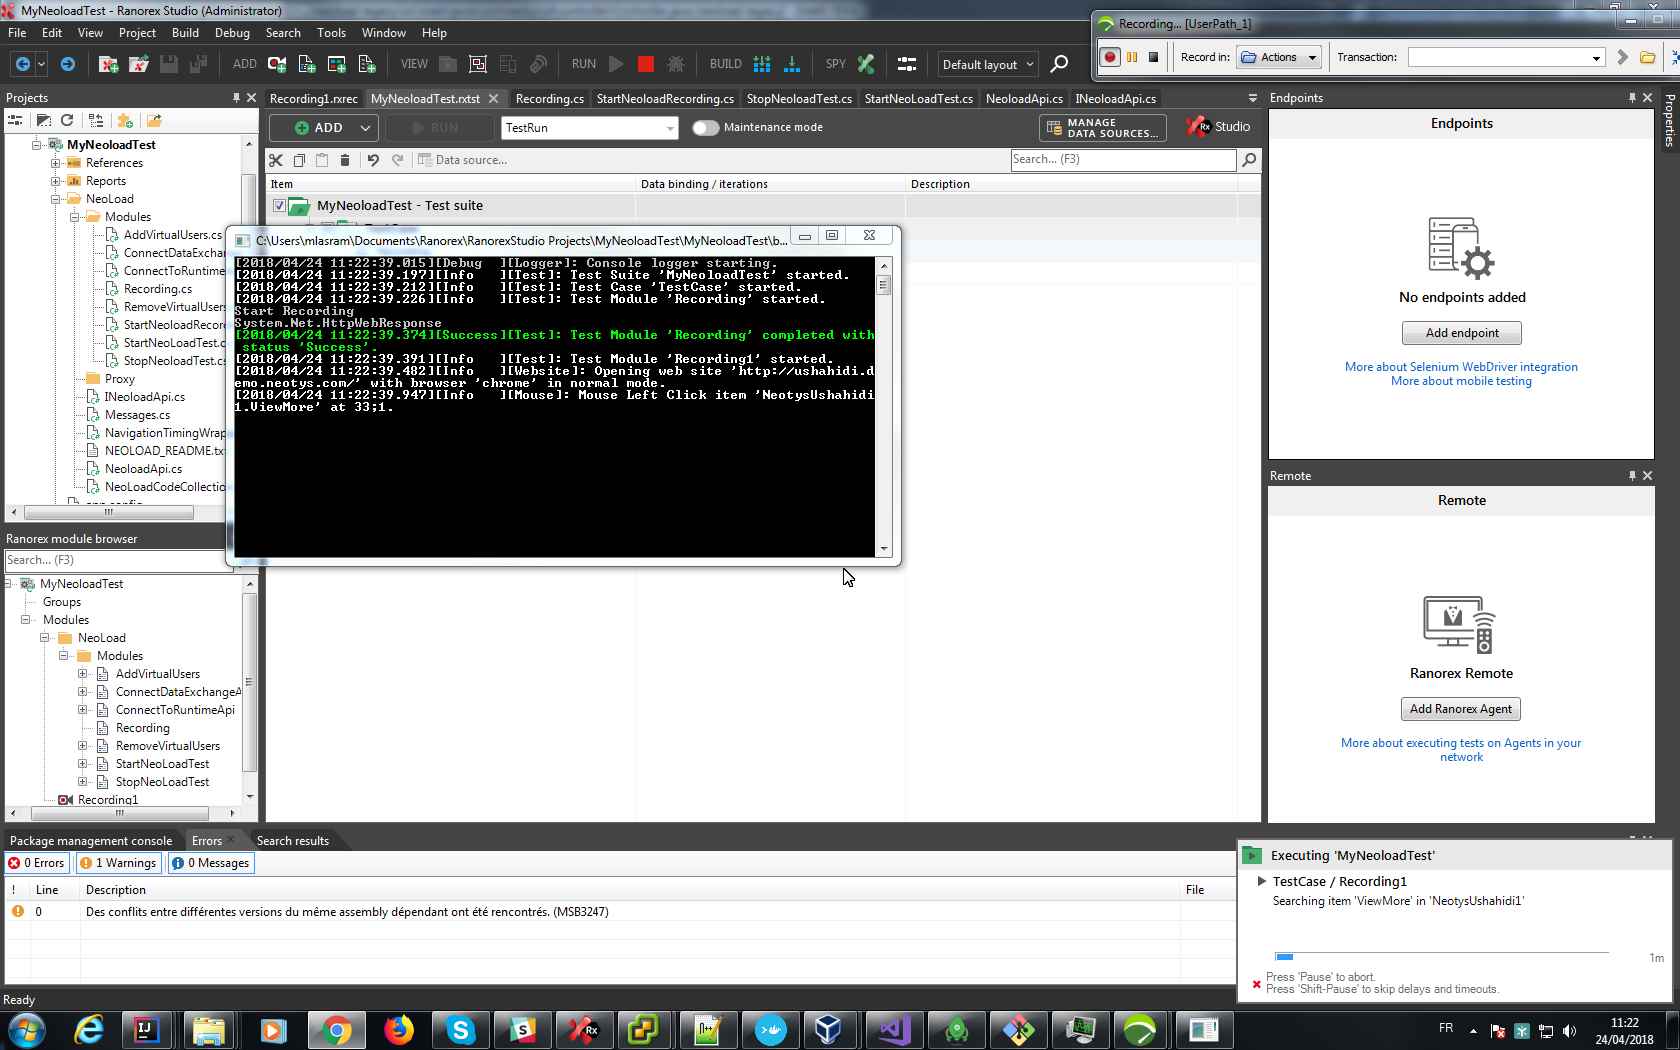 MyNeoloadTest - Ranorex Studio (Administrator)
File Edit View Project Build Debug Search Tools Window Help
ADD VIEW RUN BUILD SPY Default layout
Recording... [UserPath_1]
Record in: Actions Transaction:
Projects
Recording1.rxrec MyNeoloadTest.rxtst Recording.cs StartNeoloadRecording.cs StopNeoloadTest.cs StartNeoLoadTest.cs NeoloadApi.cs INeoloadApi.cs
ADD RUN TestRun Maintenance mode MANAGE DATA SOURCES... Rx Studio
Data source... Search... (F3)
Item Data binding / iterations Description
MyNeoloadTest - Test suite
MyNeoloadTest
References
Reports
NeoLoad
Modules
AddVirtualUsers.cs
ConnectDataExchan
ConnectToRuntime
Recording.cs
RemoveVirtualUsers
StartNeoloadRecor
StartNeoLoadTest.c
StopNeoloadTest.cs
Proxy
INeoloadApi.cs
Messages.cs
NavigationTimingWrap
NEOLOAD_README.txt
NeoloadApi.cs
NeoLoadCodeCollectio
C:\Users\mlasram\Documents\Ranorex\RanorexStudio Projects\MyNeoloadTest\MyNeoloadTest\b...
[2018/04/24 11:22:39.015][Debug ][Logger]: Console logger starting.
[2018/04/24 11:22:39.197][Info ][Test]: Test Suite 'MyNeoloadTest' started.
[2018/04/24 11:22:39.212][Info ][Test]: Test Case 'TestCase' started.
[2018/04/24 11:22:39.226][Info ][Test]: Test Module 'Recording' started.
Start Recording
System.Net.HttpWebResponse
[2018/04/24 11:22:39.374][Success][Test]: Test Module 'Recording' completed with
status 'Success'.
[2018/04/24 11:22:39.391][Info ][Test]: Test Module 'Recording1' started.
[2018/04/24 11:22:39.482][Info ][Website]: Opening web site 'http://ushahidi.d
emo.neotys.com/' with browser 'chrome' in normal mode.
[2018/04/24 11:22:39.947][Info ][Mouse]: Mouse Left Click item 'NeotysUshahidi
1.ViewMore' at 33;1.
Ranorex module browser
Search... (F3)
MyNeoloadTest
Groups
Modules
NeoLoad
Modules
AddVirtualUsers
ConnectDataExchangeA
ConnectToRuntimeApi
Recording
RemoveVirtualUsers
StartNeoLoadTest
StopNeoLoadTest
Recording1
Endpoints
Endpoints
No endpoints added
Add endpoint
More about Selenium WebDriver integration
More about mobile testing
Properties
Remote
Remote
Ranorex Remote
Add Ranorex Agent
More about executing tests on Agents in your
network
Package management console Errors Search results
0 Errors 1 Warnings 0 Messages
! Line Description File
0 Des conflits entre différentes versions du même assembly dépendant ont été rencontrés. (MSB3247)
Executing 'MyNeoloadTest'
TestCase / Recording1
Searching item 'ViewMore' in 'NeotysUshahidi1'
1m
Press 'Pause' to abort.
Press 'Shift-Pause' to skip delays and timeouts.
Ready
FR 11:22
24/04/2018